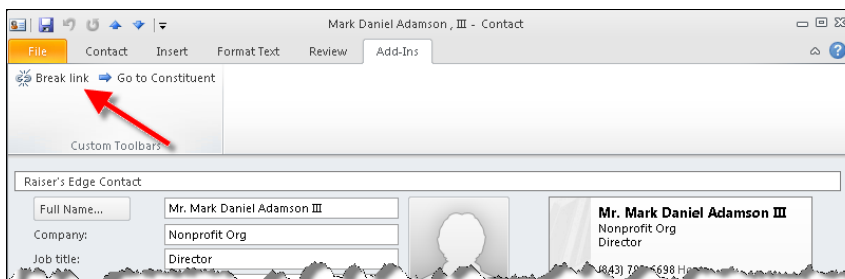 Mark Daniel Adamson , III - Contact
File Contact Insert Format Text Review Add-Ins
Break link Go to Constituent
Custom Toolbars
Raiser's Edge Contact
Full Name... Mr. Mark Daniel Adamson III
Company: Nonprofit Org
Job title: Director
Mr. Mark Daniel Adamson III
Nonprofit Org
Director
(843)